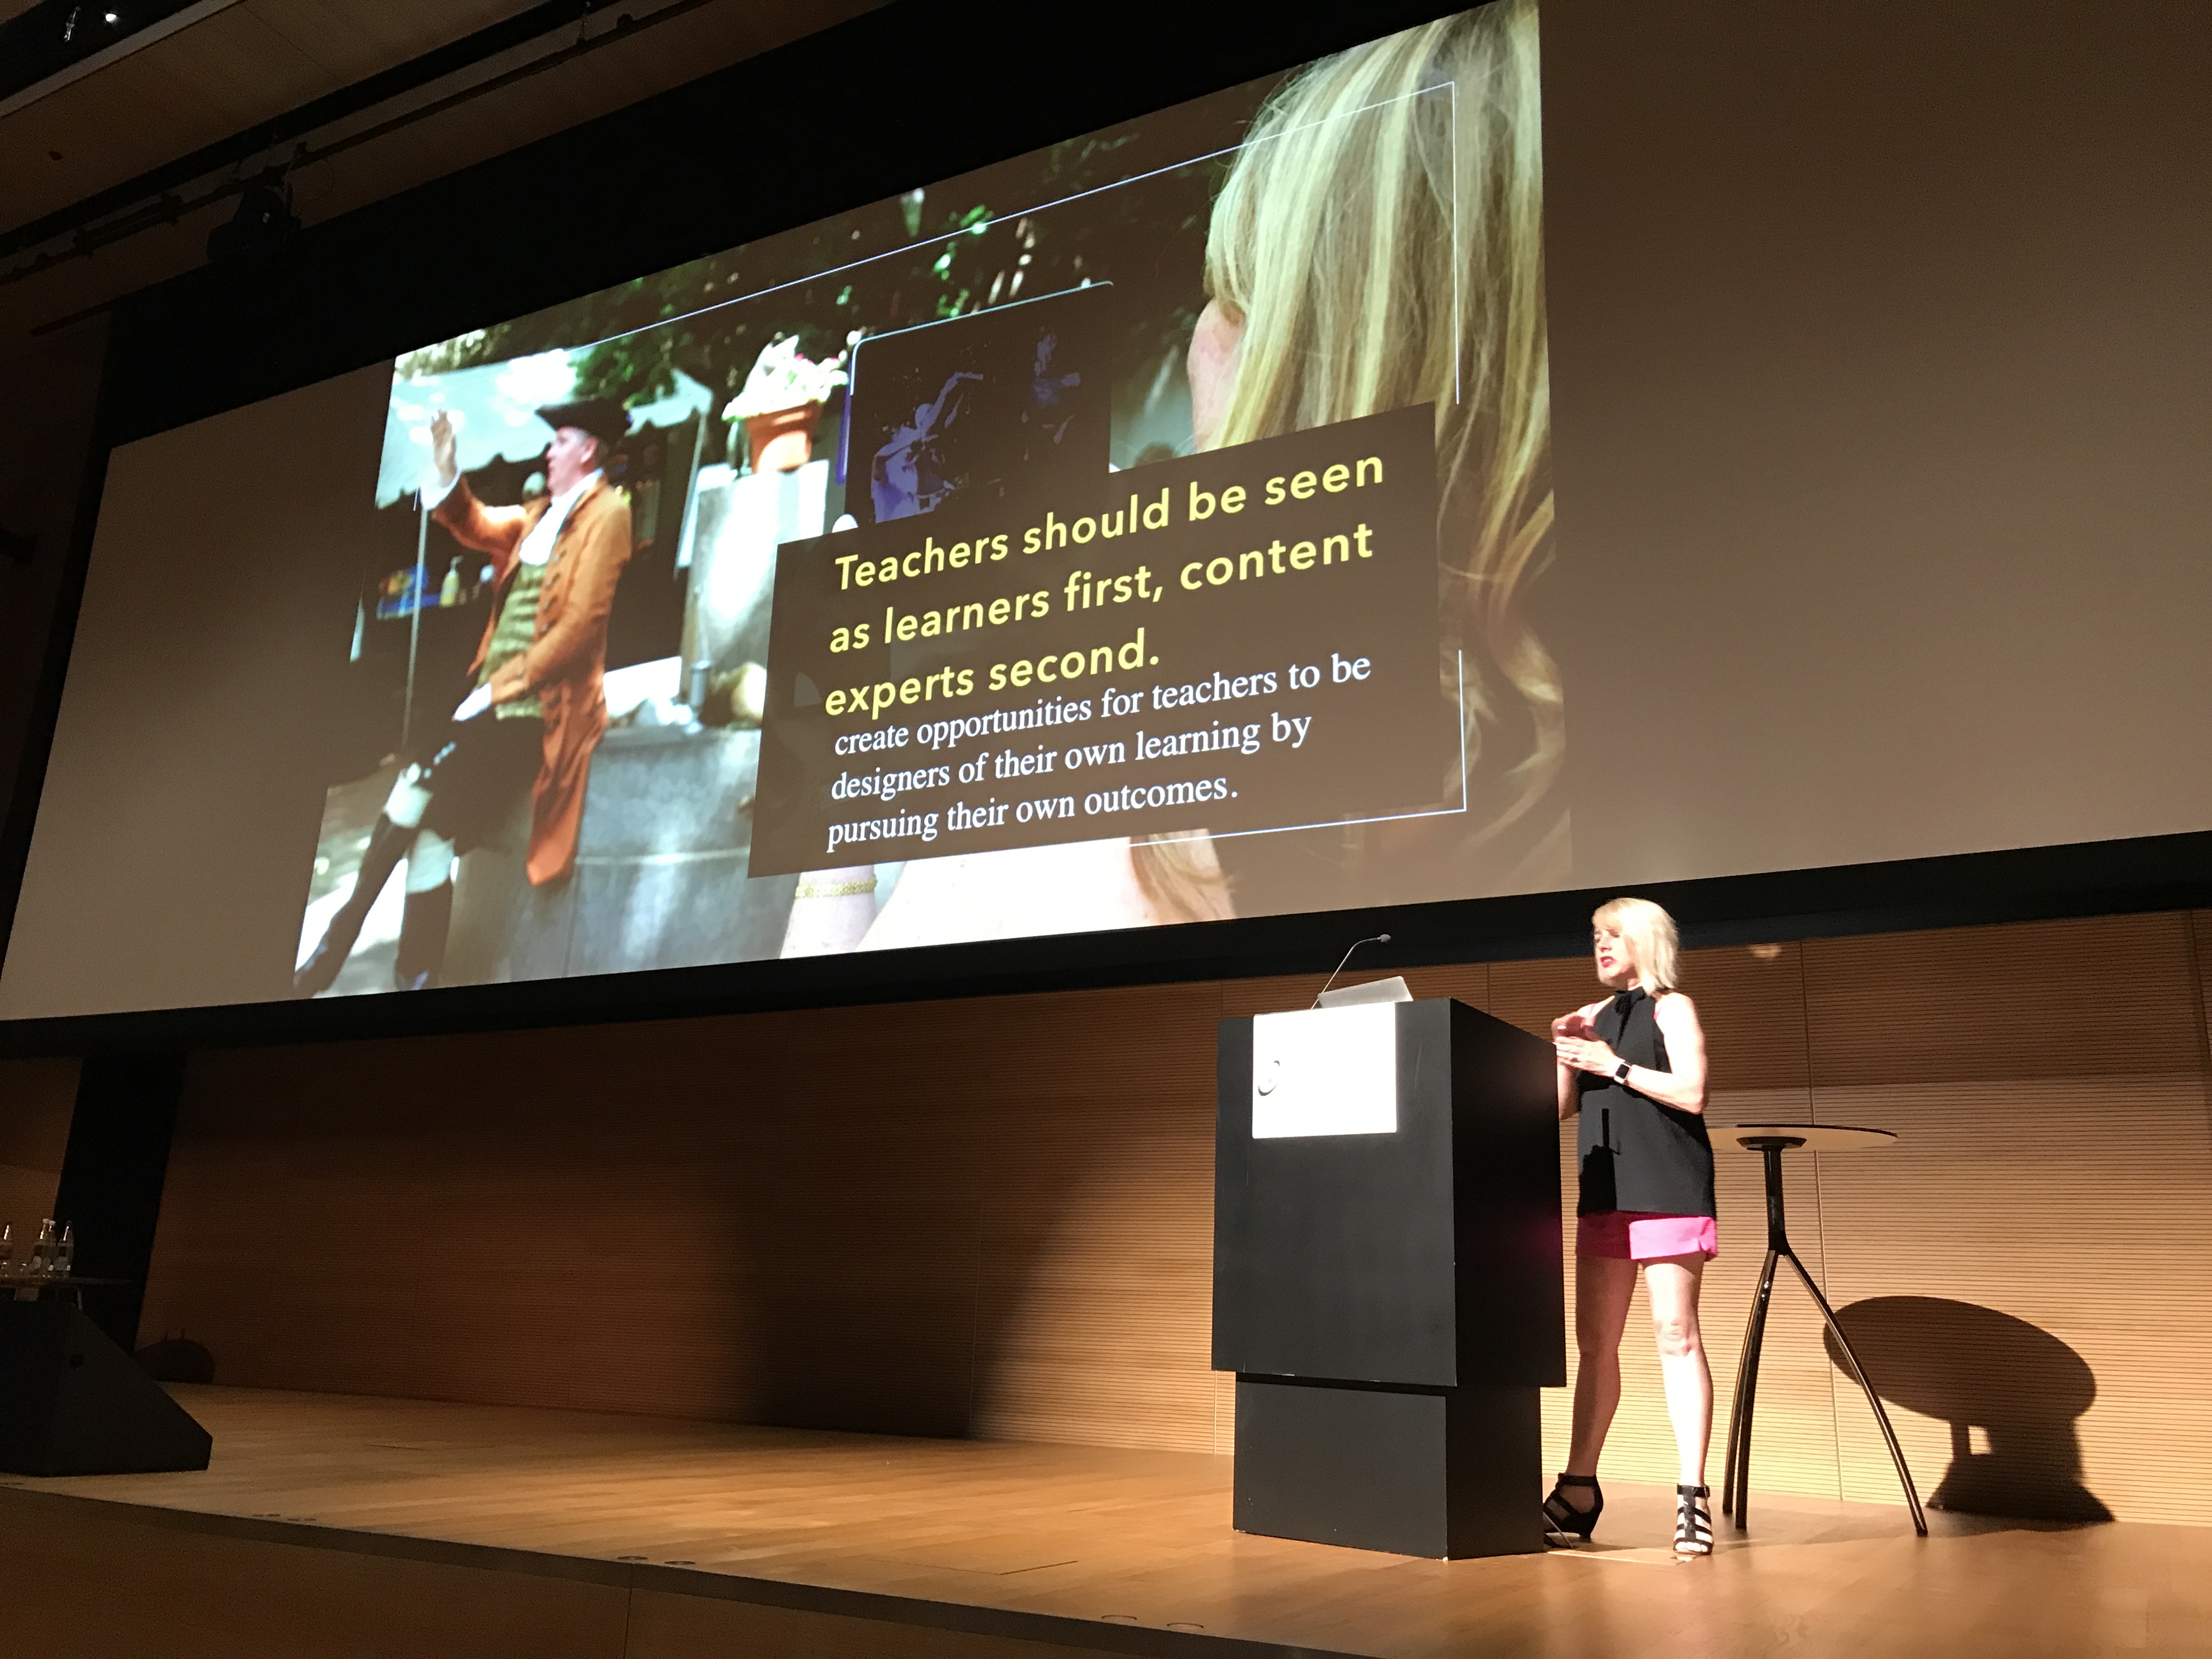 Teachers should be seen
as learners first, content
experts second.
create opportunities for teachers to be
designers of their own learning by
pursuing their own outcomes.